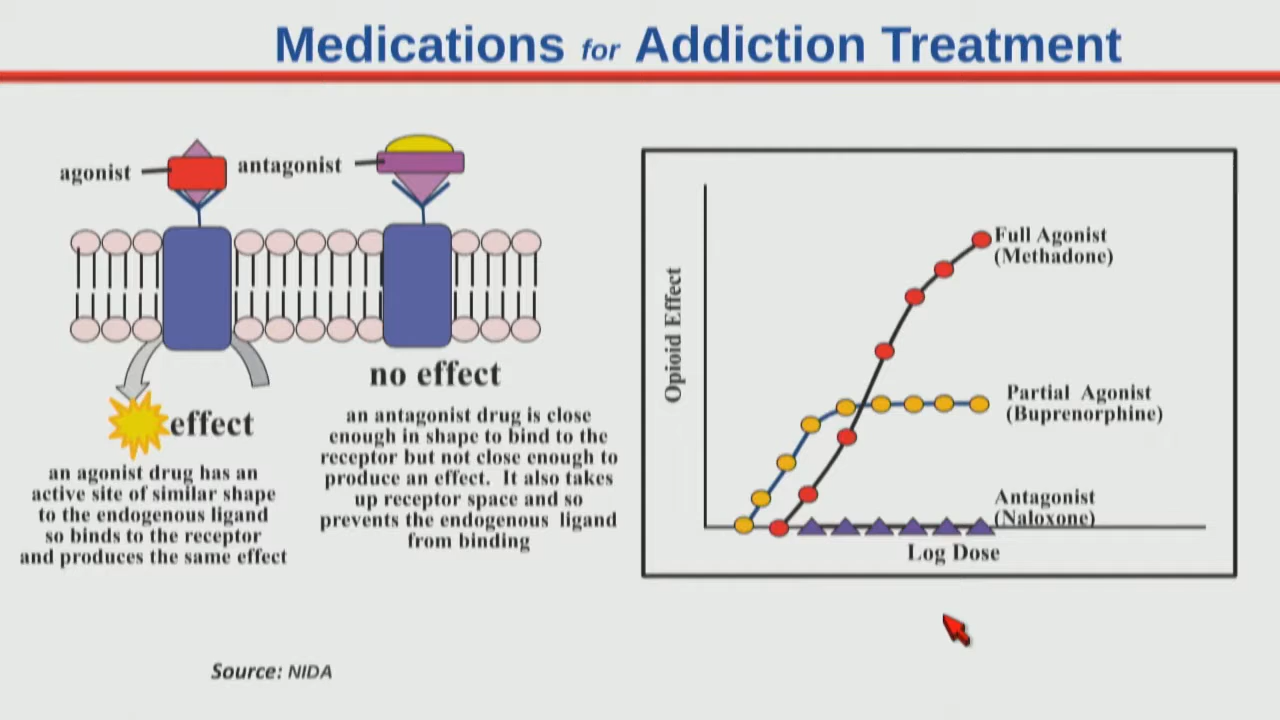 Medications for Addiction Treatment
agonist
antagonist
effect
an agonist drug has an
active site of similar shape
to the endogenous ligand
so binds to the receptor
and produces the same effect
no effect
an antagonist drug is close
enough in shape to bind to the
receptor but not close enough to
produce an effect. It also takes
up receptor space and so
prevents the endogenous ligand
from binding
Opioid Effect
Full Agonist
(Methadone)
Partial Agonist
(Buprenorphine)
Antagonist
(Naloxone)
Log Dose
Source: NIDA